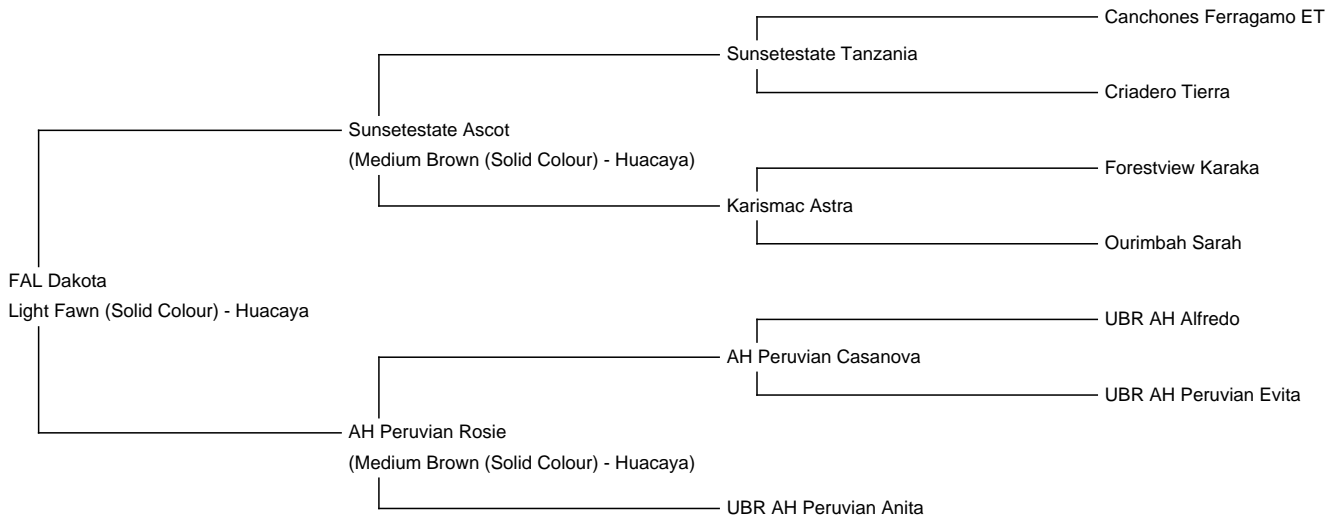 Canchones Ferragamo ET
Sunsetestate Tanzania
Criadero Tierra
Sunsetestate Ascot
(Medium Brown (Solid Colour) - Huacaya)
Forestview Karaka
Karismac Astra
Ourimbah Sarah
FAL Dakota
Light Fawn (Solid Colour) - Huacaya
UBR AH Alfredo
AH Peruvian Casanova
UBR AH Peruvian Evita
AH Peruvian Rosie
(Medium Brown (Solid Colour) - Huacaya)
UBR AH Peruvian Anita